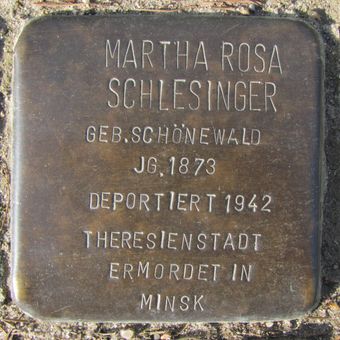 MARTHA ROSA
SCHLESINGER
GEB. SCHÖNEWALD
JG. 1873
DEPORTIERT 1942
THERESIENSTADT
ERMORDET IN
MINSK